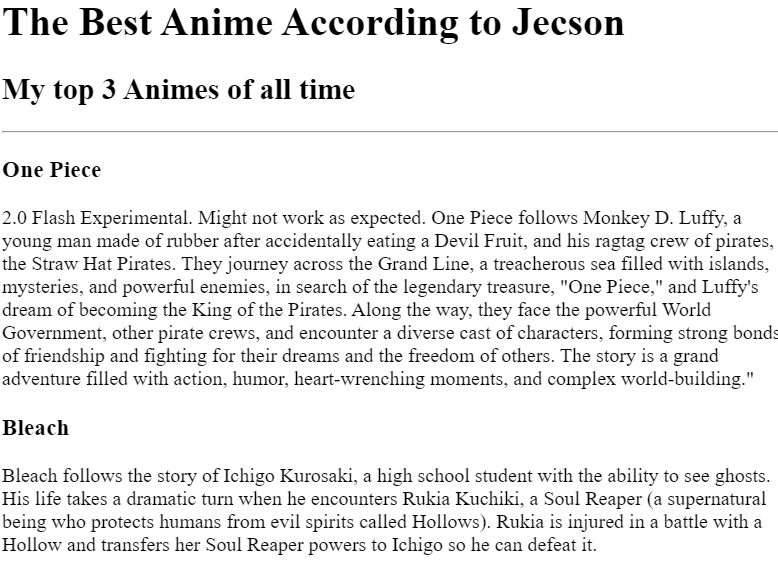 The Best Anime According to Jecson
My top 3 Animes of all time
One Piece
2.0 Flash Experimental. Might not work as expected. One Piece follows Monkey D. Luffy, a
young man made of rubber after accidentally eating a Devil Fruit, and his ragtag crew of pirates,
the Straw Hat Pirates. They journey across the Grand Line, a treacherous sea filled with islands,
mysteries, and powerful enemies, in search of the legendary treasure, "One Piece," and Luffy's
dream of becoming the King of the Pirates. Along the way, they face the powerful World
Government, other pirate crews, and encounter a diverse cast of characters, forming strong bonds
of friendship and fighting for their dreams and the freedom of others. The story is a grand
adventure filled with action, humor, heart-wrenching moments, and complex world-building."
Bleach
Bleach follows the story of Ichigo Kurosaki, a high school student with the ability to see ghosts.
His life takes a dramatic turn when he encounters Rukia Kuchiki, a Soul Reaper (a supernatural
being who protects humans from evil spirits called Hollows). Rukia is injured in a battle with a
Hollow and transfers her Soul Reaper powers to Ichigo so he can defeat it.